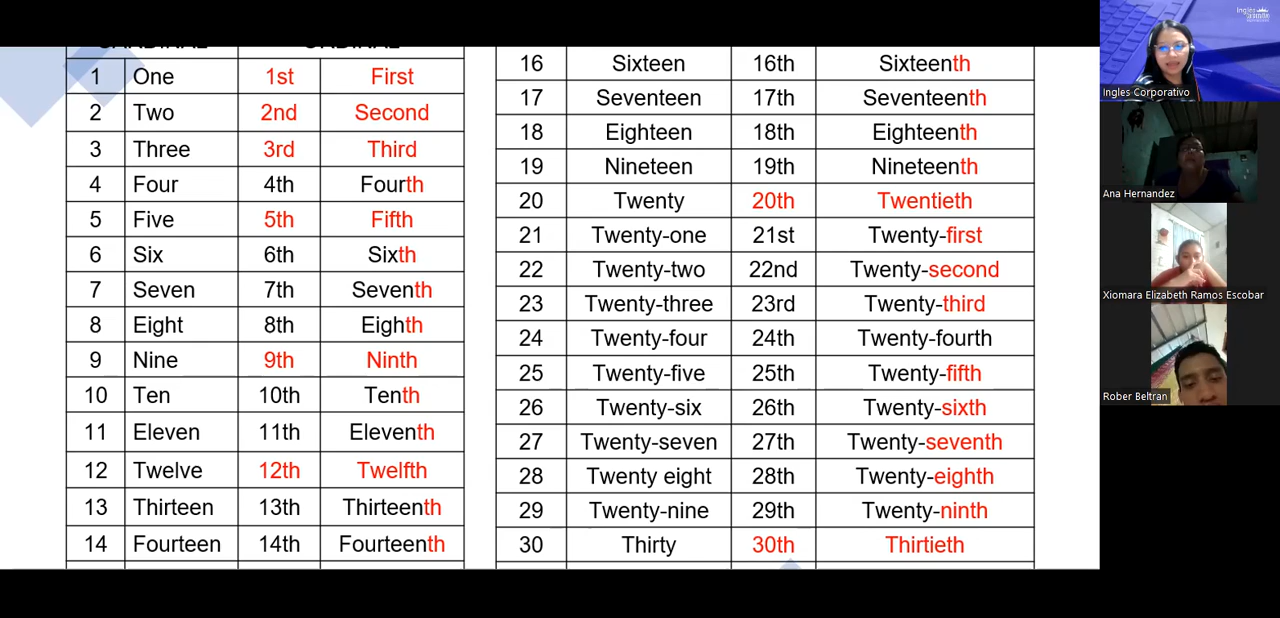 CARDINAL ORDINAL
1 One 1st First
2 Two 2nd Second
3 Three 3rd Third
4 Four 4th Fourth
5 Five 5th Fifth
6 Six 6th Sixth
7 Seven 7th Seventh
8 Eight 8th Eighth
9 Nine 9th Ninth
10 Ten 10th Tenth
11 Eleven 11th Eleventh
12 Twelve 12th Twelfth
13 Thirteen 13th Thirteenth
14 Fourteen 14th Fourteenth
16 Sixteen 16th Sixteenth
17 Seventeen 17th Seventeenth
18 Eighteen 18th Eighteenth
19 Nineteen 19th Nineteenth
20 Twenty 20th Twentieth
21 Twenty-one 21st Twenty-first
22 Twenty-two 22nd Twenty-second
23 Twenty-three 23rd Twenty-third
24 Twenty-four 24th Twenty-fourth
25 Twenty-five 25th Twenty-fifth
26 Twenty-six 26th Twenty-sixth
27 Twenty-seven 27th Twenty-seventh
28 Twenty eight 28th Twenty-eighth
29 Twenty-nine 29th Twenty-ninth
30 Thirty 30th Thirtieth
Ingles
Ingles Corporativo
Ana Hernandez
Xiomara Elizabeth Ramos Escobar
Rober Beltran